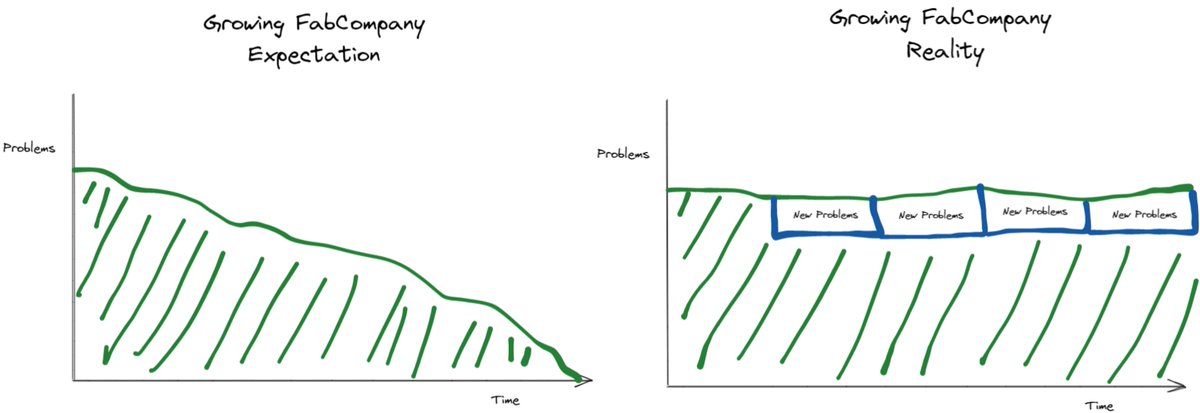 Growing FabCompany
Expectation
Problems
Time
Growing FabCompany
Reality
Problems
New Problems
New Problems
New Problems
New Problems
Time